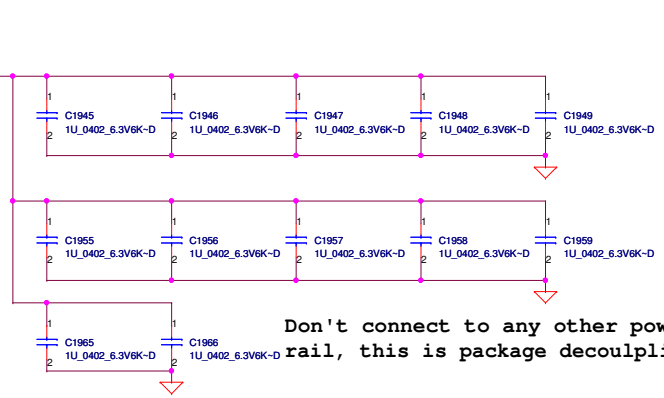 1 1 1 1 1
C1945 C1946 C1947 C1948 C1949
1U_0402_6.3V6K~D 1U_0402_6.3V6K~D 1U_0402_6.3V6K~D 1U_0402_6.3V6K~D 1U_0402_6.3V6K~D
2 2 2 2 2
1 1 1 1 1
C1955 C1956 C1957 C1958 C1959
1U_0402_6.3V6K~D 1U_0402_6.3V6K~D 1U_0402_6.3V6K~D 1U_0402_6.3V6K~D 1U_0402_6.3V6K~D
2 2 2 2 2
1 1
C1965 C1966
1U_0402_6.3V6K~D 1U_0402_6.3V6K~D
2 2
Don't connect to any other pow
rail, this is package decoulpli